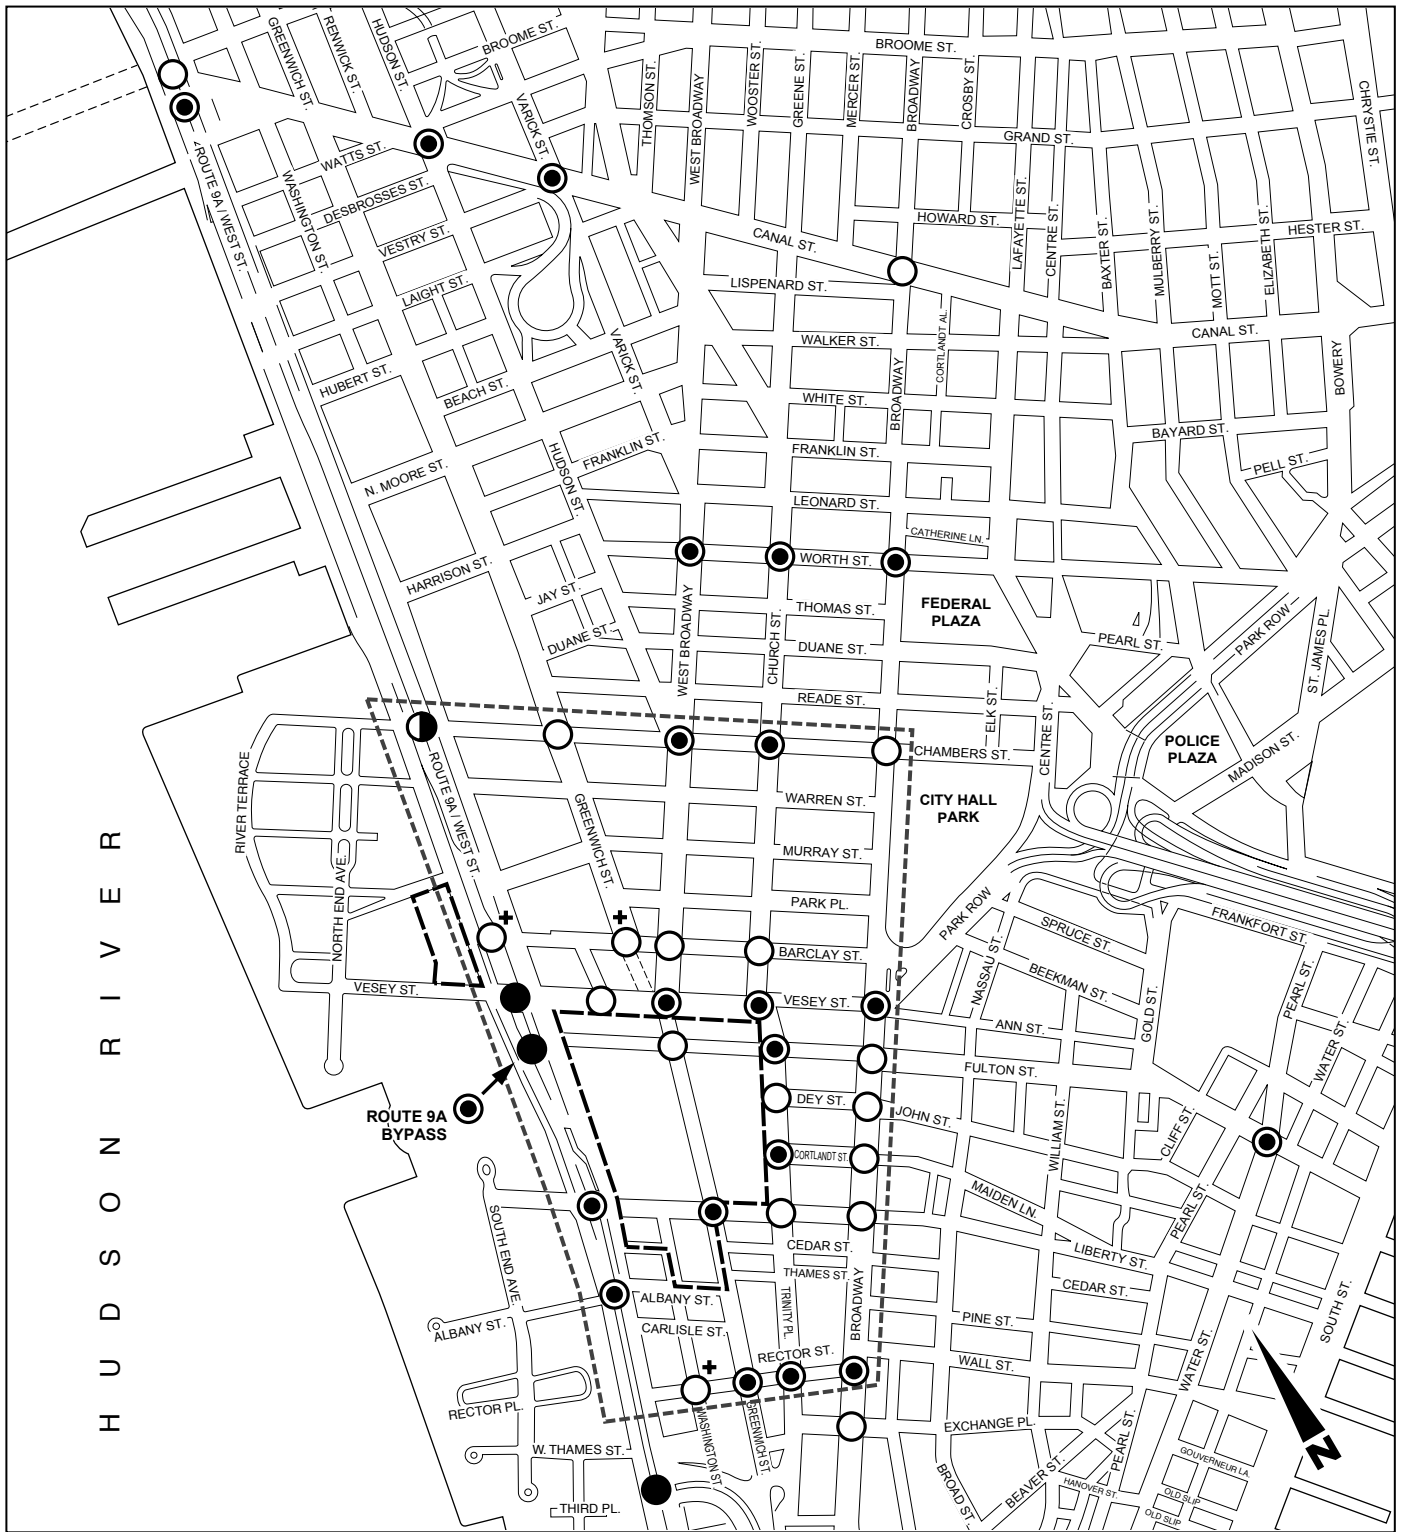 GREENWICH ST.
RENWICK ST.
HUDSON ST.
BROOME ST.
VARICK ST.
THOMSON ST.
WEST BROADWAY
WOOSTER ST.
GREENE ST.
MERCER ST.
BROOME ST.
BROADWAY
CROSBY ST.
GRAND ST.
CHRYSTIE ST.
ROUTE 9A / WEST ST.
WATTS ST.
WASHINGTON ST.
DESBROSSES ST.
VESTRY ST.
LAIGHT ST.
CANAL ST.
HOWARD ST.
LAFAYETTE ST.
CENTRE ST.
BAXTER ST.
MULBERRY ST.
MOTT ST.
ELIZABETH ST.
HESTER ST.
LISPENARD ST.
WALKER ST.
CORTLANDT AL.
CANAL ST.
BOWERY
HUBERT ST.
BEACH ST.
VARICK ST.
WHITE ST.
BROADWAY
BAYARD ST.
PELL ST.
N. MOORE ST.
HUDSON ST.
FRANKLIN ST.
FRANKLIN ST.
LEONARD ST.
CATHERINE LN.
WORTH ST.
HARRISON ST.
JAY ST.
DUANE ST.
WEST BROADWAY
CHURCH ST.
THOMAS ST.
DUANE ST.
READE ST.
FEDERAL
PLAZA
PEARL ST.
PARK ROW
ST. JAMES PL.
ELK ST.
CENTRE ST.
CHAMBERS ST.
POLICE
PLAZA
MADISON ST.
RIVER TERRACE
ROUTE 9A / WEST ST.
GREENWICH ST.
WARREN ST.
CITY HALL
PARK
MURRAY ST.
PARK PL.
NORTH END AVE.
BARCLAY ST.
PARK ROW
NASSAU ST.
SPRUCE ST.
BEEKMAN ST.
FRANKFORT ST.
PEARL ST.
WATER ST.
GOLD ST.
VESEY ST.
VESEY ST.
ANN ST.
FULTON ST.
HUDSON RIVER
ROUTE 9A
BYPASS
DEY ST.
JOHN ST.
CORTLANDT ST.
WILLIAM ST.
CLIFF ST.
MAIDEN LN.
PEARL ST.
LIBERTY ST.
SOUTH END AVE.
CEDAR ST.
THAMES ST.
CEDAR ST.
ALBANY ST.
TRINITY PL.
BROADWAY
PINE ST.
ALBANY ST.
CARLISLE ST.
RECTOR ST.
WALL ST.
WATER ST.
SOUTH ST.
RECTOR PL.
WASHINGTON ST
GREENWICH ST.
EXCHANGE PL.
PEARL ST.
W. THAMES ST.
THIRD PL.
BROAD ST.
BEAVER ST.
HANOVER ST.
GOUVERNEUR LA.
OLD SLIP
OLD SLIP
N